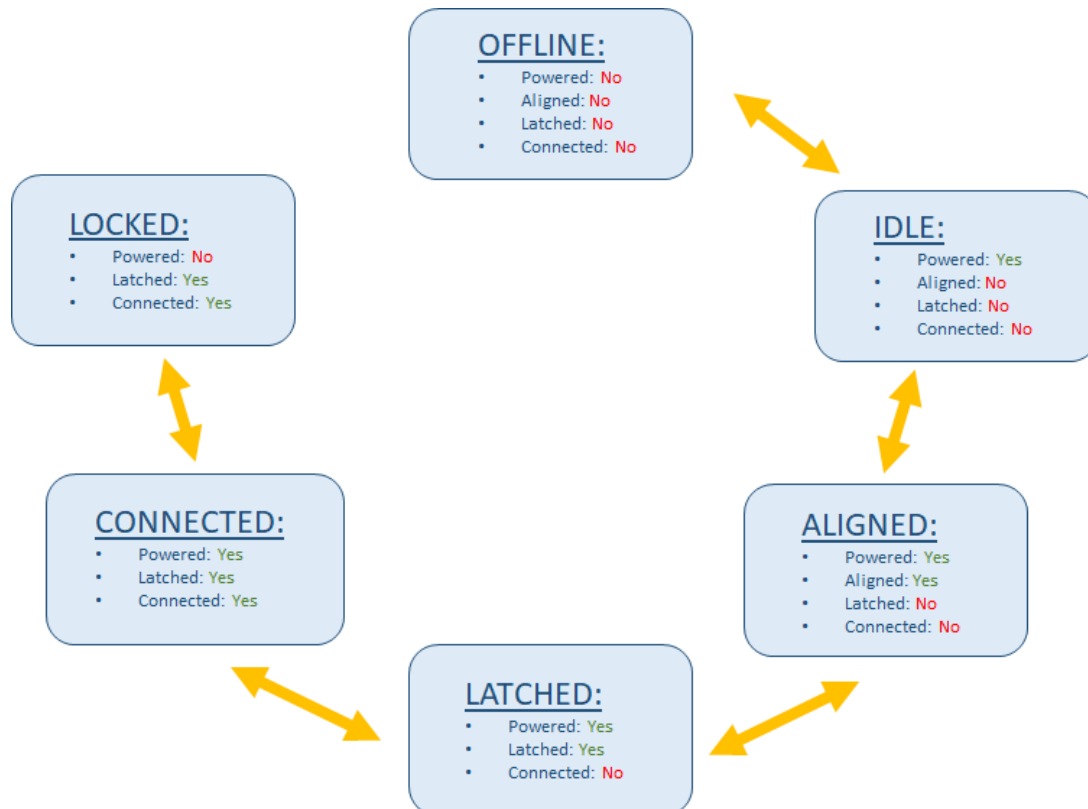 OFFLINE:
• Powered: No
• Aligned: No
• Latched: No
• Connected: No
LOCKED:
• Powered: No
• Latched: Yes
• Connected: Yes
IDLE:
• Powered: Yes
• Aligned: No
• Latched: No
• Connected: No
CONNECTED:
• Powered: Yes
• Latched: Yes
• Connected: Yes
ALIGNED:
• Powered: Yes
• Aligned: Yes
• Latched: No
• Connected: No
LATCHED:
• Powered: Yes
• Latched: Yes
• Connected: No